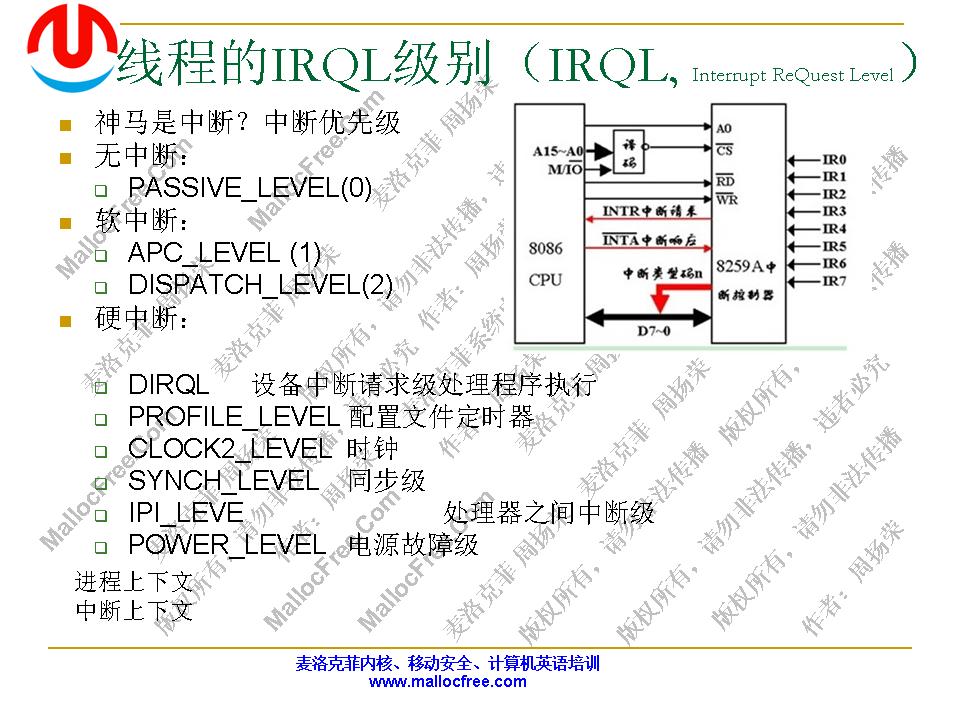 线程的IRQL级别（IRQL, Interrupt ReQuest Level）
神马是中断？中断优先级
无中断：
PASSIVE_LEVEL(0)
软中断：
APC_LEVEL (1)
DISPATCH_LEVEL(2)
硬中断：
DIRQL 设备中断请求级处理程序执行
PROFILE_LEVEL 配置文件定时器
CLOCK2_LEVEL 时钟
SYNCH_LEVEL 同步级
IPI_LEVE 处理器之间中断级
POWER_LEVEL 电源故障级
进程上下文
中断上下文
A15~A0
M/IO
译码
8086
CPU
A0
CS
RD
WR
INTR中断请求
INTA中断响应
中断类型码n
D7~0
8259A中
断控制器
IR0
IR1
IR2
IR3
IR4
IR5
IR6
IR7
麦洛克菲内核、移动安全、计算机英语培训
www.mallocfree.com
MallocFree.Com
麦洛克菲 周扬荣
版权所有，请勿非法传播，违者必究
作者：周扬荣